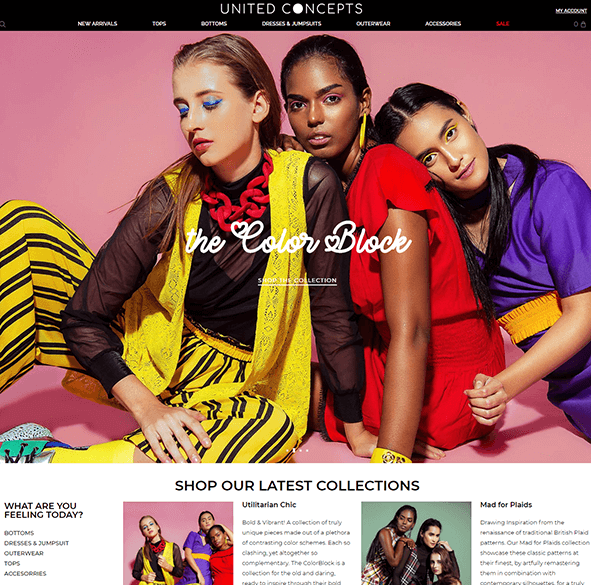 UNITED CONCEPTS
MY ACCOUNT
NEW ARRIVALS TOPS BOTTOMS DRESSES & JUMPSUITS OUTERWEAR ACCESSORIES SALE 0
the Color Block
SHOP THE COLLECTION
SHOP OUR LATEST COLLECTIONS
WHAT ARE YOU
FEELING TODAY?
BOTTOMS
DRESSES & JUMPSUIT
OUTERWEAR
TOPS
ACCESORRIES
Utilitarian Chic
Bold & Vibrant! A collection of truly
unique pieces made out of a plethora
of contrasting color schemes. Each so
clashing, yet altogether so
complementary. The ColorBlock is a
collection for the old and daring,
ready to inspire through their bold
Mad for Plaids
Drawing Inspiration from the
renaissance of traditional British Plaid
patterns. Our Mad for Plaids collection
showcase these classic patterns at
their finest, by artfully remastering
them in combination with
contemporary silhouettes, for a truly